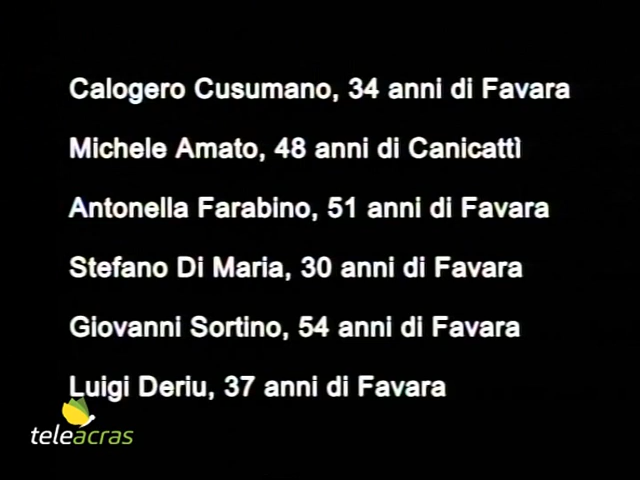 Calogero Cusumano, 34 anni di Favara
Michele Amato, 48 anni di Canicattì
Antonella Farabino, 51 anni di Favara
Stefano Di Maria, 30 anni di Favara
Giovanni Sortino, 54 anni di Favara
Luigi Deriu, 37 anni di Favara
teleacras